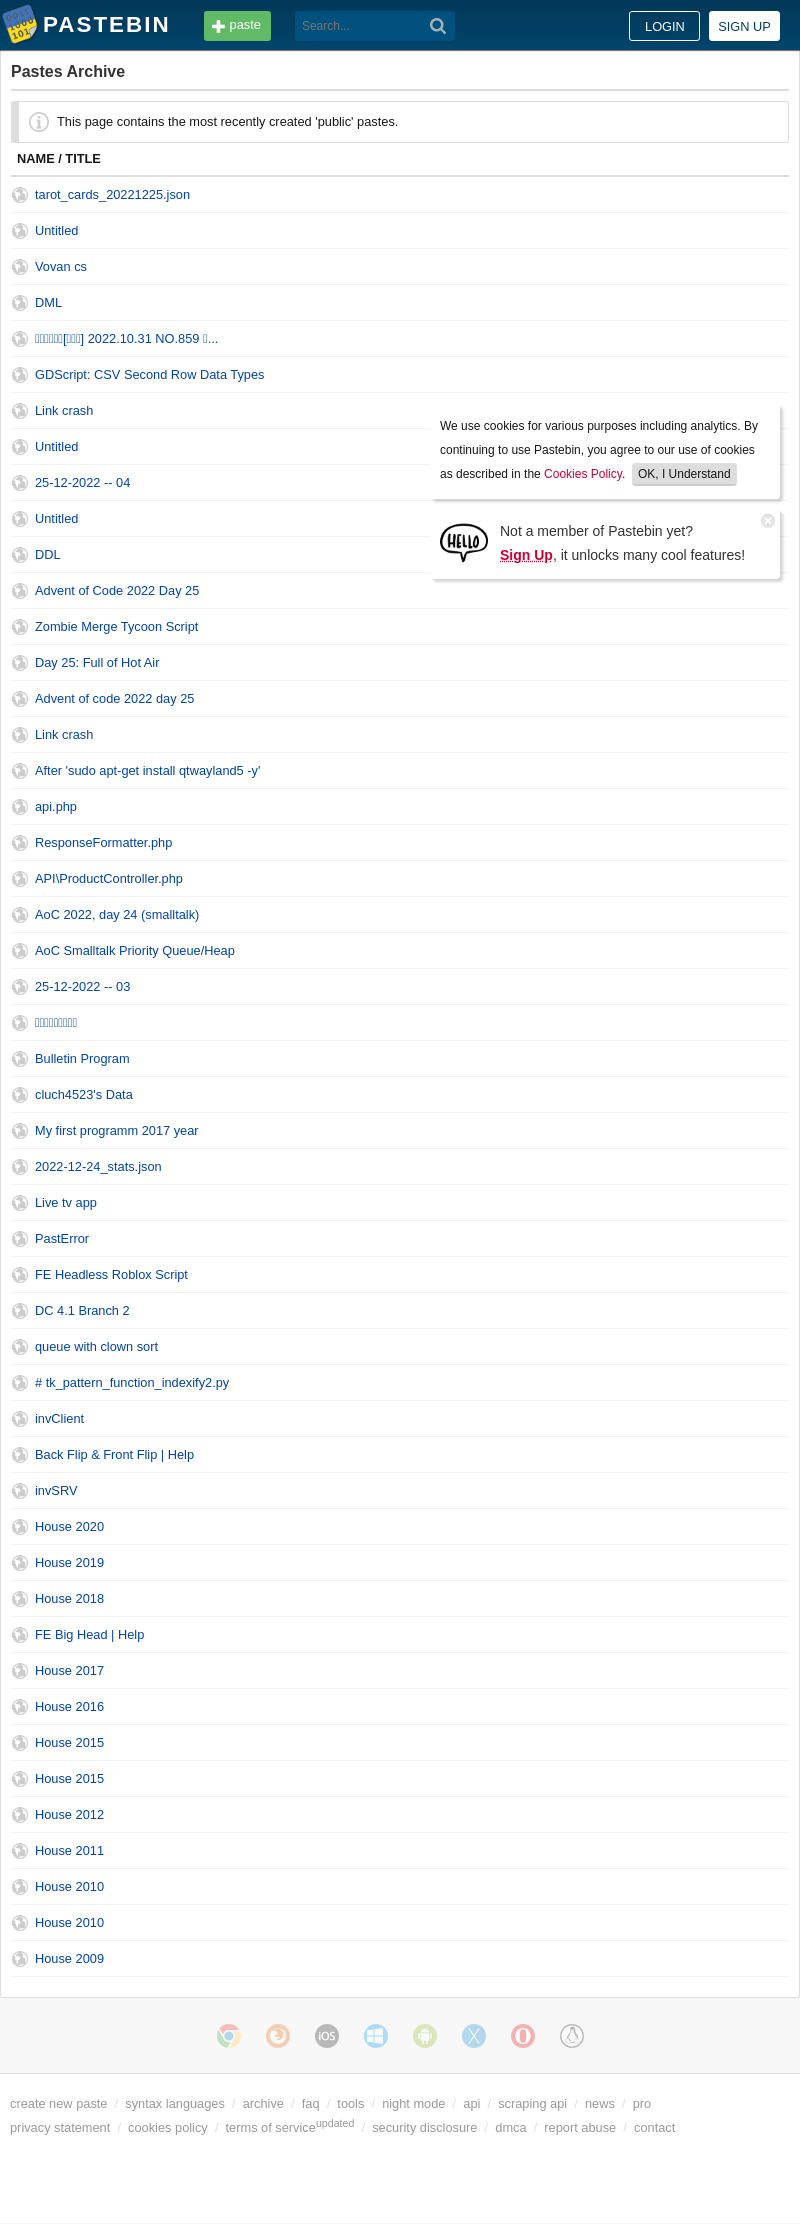 PASTEBIN
paste
Search...
LOGIN
SIGN UP
Pastes Archive
This page contains the most recently created 'public' pastes.
NAME / TITLE
tarot_cards_20221225.json
Untitled
Vovan cs
DML
[] 2022.10.31 NO.859 ...
GDScript: CSV Second Row Data Types
Link crash
Untitled
25-12-2022 -- 04
Untitled
DDL
We use cookies for various purposes including analytics. By
continuing to use Pastebin, you agree to our use of cookies
as described in the Cookies Policy. OK, I Understand
HELLO
Not a member of Pastebin yet?
Sign Up, it unlocks many cool features!
Advent of Code 2022 Day 25
Zombie Merge Tycoon Script
Day 25: Full of Hot Air
Advent of code 2022 day 25
Link crash
After 'sudo apt-get install qtwayland5 -y'
api.php
ResponseFormatter.php
API\ProductController.php
AoC 2022, day 24 (smalltalk)
AoC Smalltalk Priority Queue/Heap
25-12-2022 -- 03
Bulletin Program
cluch4523's Data
My first programm 2017 year
2022-12-24_stats.json
Live tv app
PastError
FE Headless Roblox Script
DC 4.1 Branch 2
queue with clown sort
# tk_pattern_function_indexify2.py
invClient
Back Flip & Front Flip | Help
invSRV
House 2020
House 2019
House 2018
FE Big Head | Help
House 2017
House 2016
House 2015
House 2015
House 2012
House 2011
House 2010
House 2010
House 2009
iOS
create new paste / syntax languages / archive / faq / tools / night mode / api / scraping api / news / pro
privacy statement / cookies policy / terms of serviceupdated / security disclosure / dmca / report abuse / contact